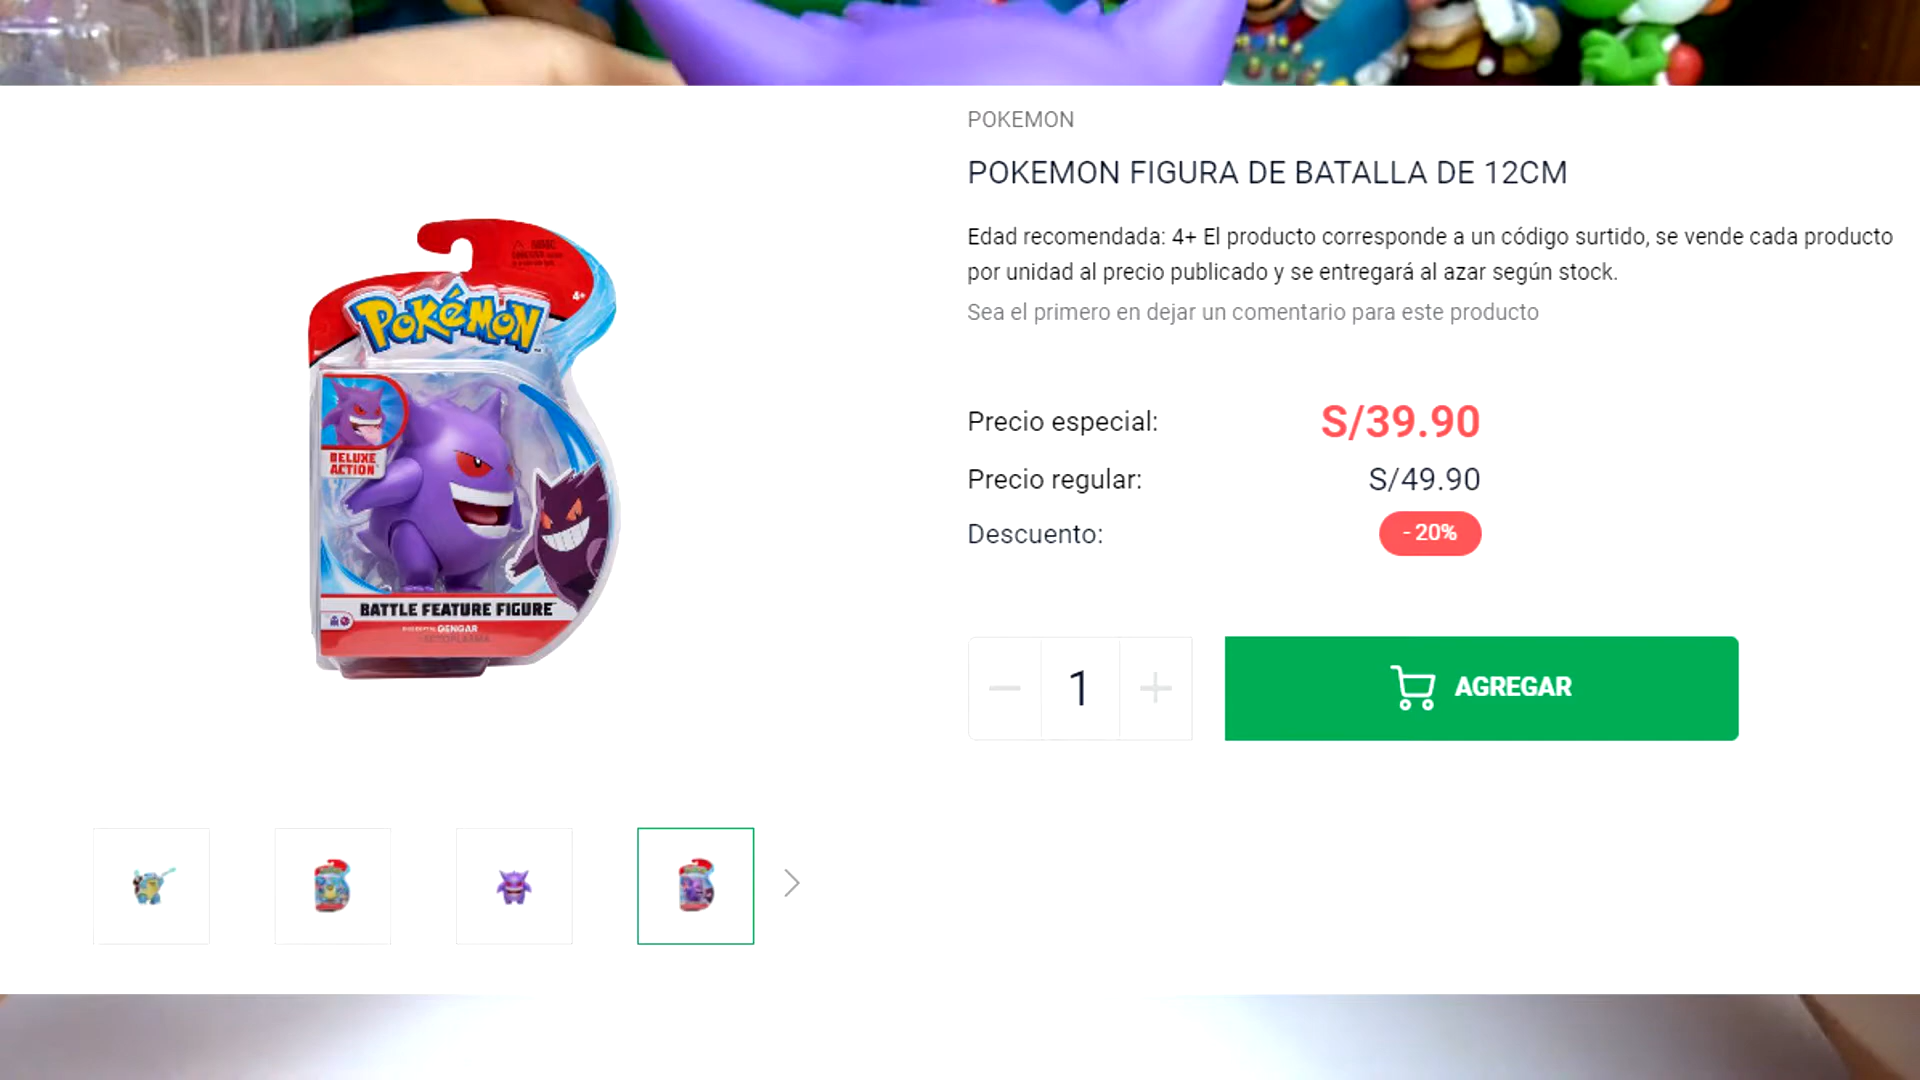 POKEMON
POKEMON FIGURA DE BATALLA DE 12CM
Edad recomendada: 4+ El producto corresponde a un código surtido, se vende cada producto
por unidad al precio publicado y se entregará al azar según stock.
Sea el primero en dejar un comentario para este producto
Precio especial: S/39.90
Precio regular: S/49.90
Descuento: - 20%
1
AGREGAR
4+
POKéMON
DELUXE
ACTION
BATTLE FEATURE FIGURE
GENGAR